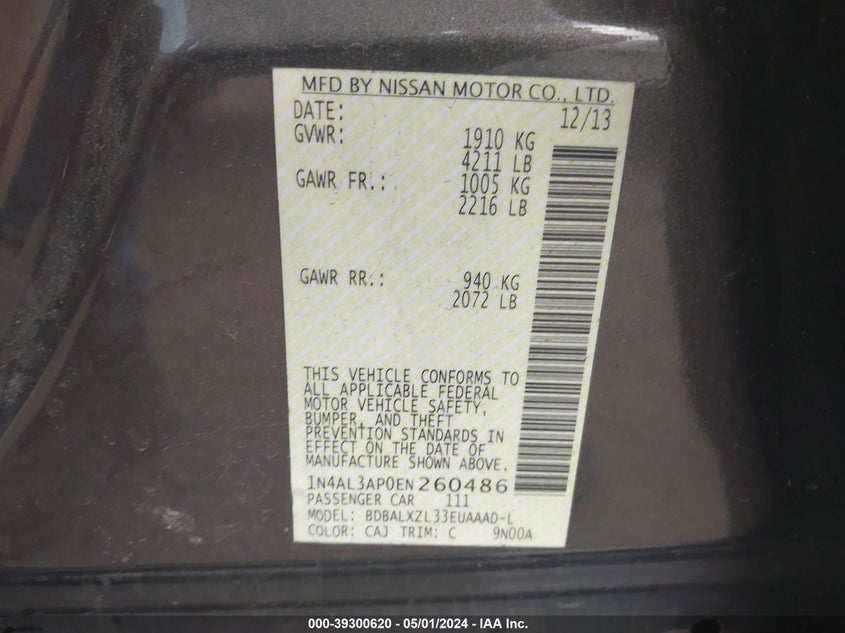 MFD BY NISSAN MOTOR CO., LTD.
DATE: 12/13
GVWR: 1910 KG
4211 LB
GAWR FR.: 1005 KG
2216 LB
GAWR RR.: 940 KG
2072 LB
THIS VEHICLE CONFORMS TO
ALL APPLICABLE FEDERAL
MOTOR VEHICLE SAFETY,
BUMPER, AND THEFT
PREVENTION STANDARDS IN
EFFECT ON THE DATE OF
MANUFACTURE SHOWN ABOVE.
1N4AL3AP0EN260486
PASSENGER CAR 111
MODEL: BDBALXZL33EUAAAD-L
COLOR: CAJ TRIM: C 9N00A
000-39300620 - 05/01/2024 - IAA Inc.